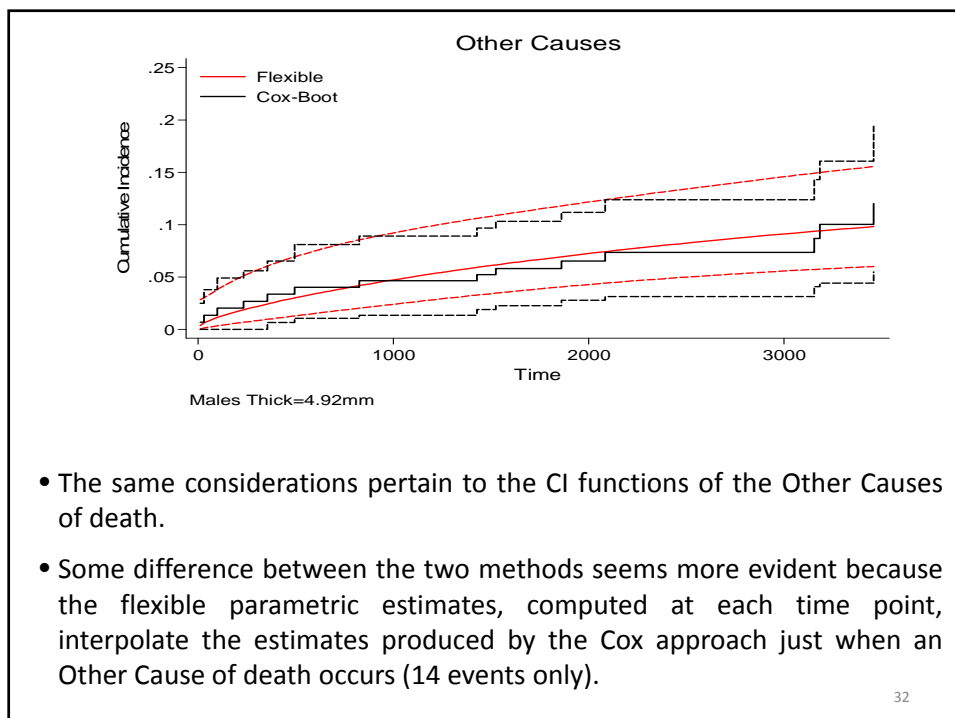 Other Causes
.25
.2
.15
.1
.05
0
Cumulative Incidence
Flexible
Cox-Boot
0 1000 2000 3000
Time
Males Thick=4.92mm
• The same considerations pertain to the CI functions of the Other Causes
of death.
• Some difference between the two methods seems more evident because
the flexible parametric estimates, computed at each time point,
interpolate the estimates produced by the Cox approach just when an
Other Cause of death occurs (14 events only).
32